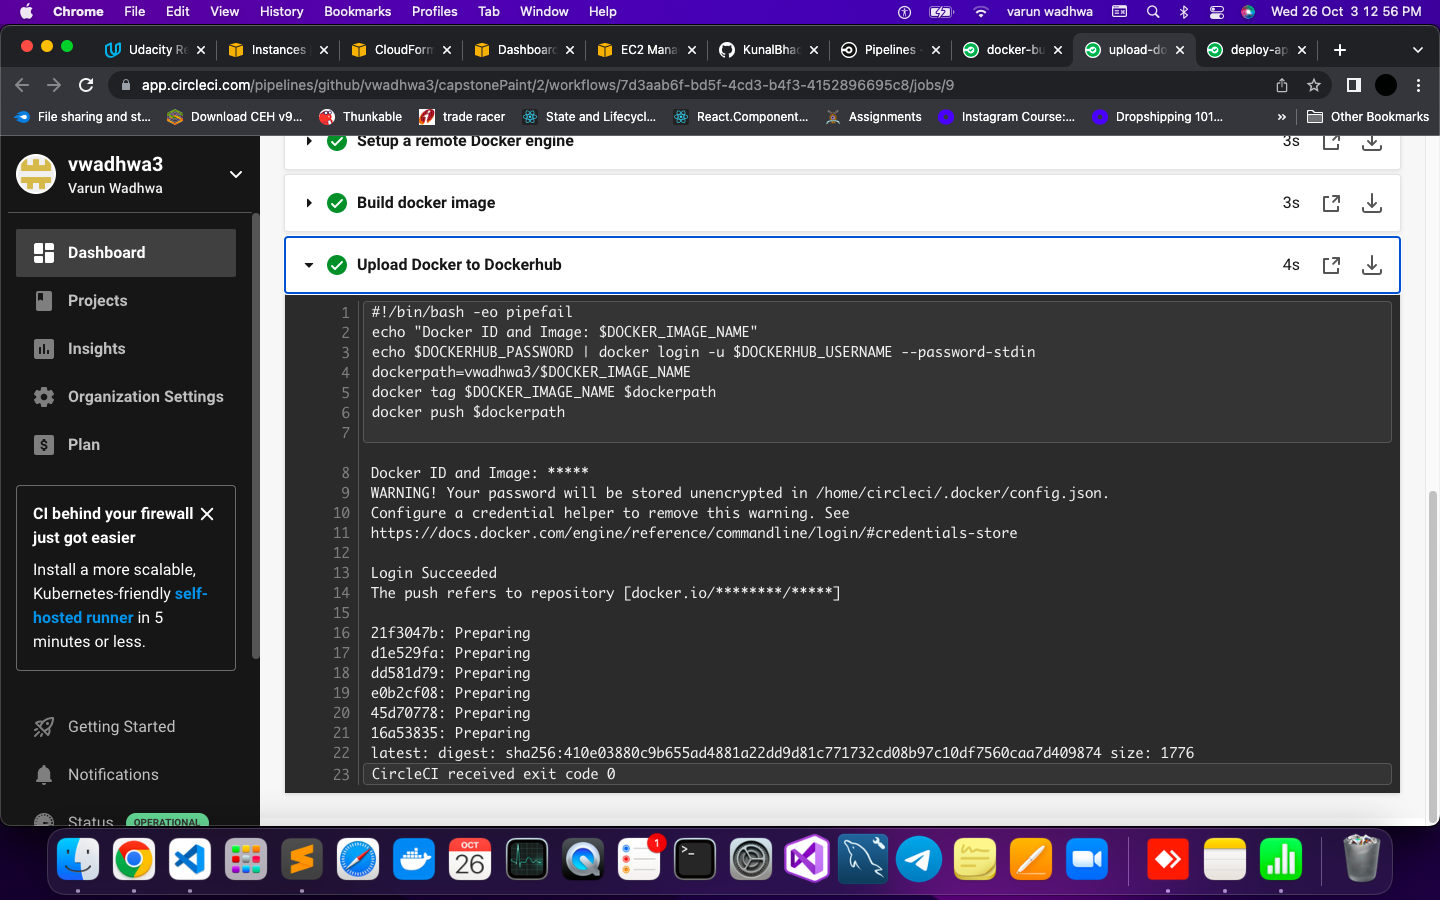 Chrome File Edit View History Bookmarks Profiles Tab Window Help varun wadhwa Wed 26 Oct 3 12 56 PM
Udacity Re Instances CloudForm Dashboard EC2 Mana KunalBhac Pipelines - docker-bu upload-do deploy-ap
app.circleci.com/pipelines/github/vwadhwa3/capstonePaint/2/workflows/7d3aab6f-bd5f-4cd3-b4f3-4152896695c8/jobs/9
File sharing and st... Download CEH v9... Thunkable trade racer State and Lifecycl... React.Component... Assignments Instagram Course:... Dropshipping 101... » Other Bookmarks
vwadhwa3
Varun Wadhwa
Dashboard
Projects
Insights
Organization Settings
Plan
CI behind your firewall
just got easier
Install a more scalable,
Kubernetes-friendly self-
hosted runner in 5
minutes or less.
Getting Started
Notifications
Status OPERATIONAL
Setup a remote Docker engine 3s
Build docker image 3s
Upload Docker to Dockerhub 4s
1 #!/bin/bash -eo pipefail
2 echo "Docker ID and Image: $DOCKER_IMAGE_NAME"
3 echo $DOCKERHUB_PASSWORD | docker login -u $DOCKERHUB_USERNAME --password-stdin
4 dockerpath=vwadhwa3/$DOCKER_IMAGE_NAME
5 docker tag $DOCKER_IMAGE_NAME $dockerpath
6 docker push $dockerpath
7
8 Docker ID and Image: *****
9 WARNING! Your password will be stored unencrypted in /home/circleci/.docker/config.json.
10 Configure a credential helper to remove this warning. See
11 https://docs.docker.com/engine/reference/commandline/login/#credentials-store
12
13 Login Succeeded
14 The push refers to repository [docker.io/********/*****]
15
16 21f3047b: Preparing
17 d1e529fa: Preparing
18 dd581d79: Preparing
19 e0b2cf08: Preparing
20 45d70778: Preparing
21 16a53835: Preparing
22 latest: digest: sha256:410e03880c9b655ad4881a22dd9d81c771732cd08b97c10df7560caa7d409874 size: 1776
23 CircleCI received exit code 0
OCT
26
1